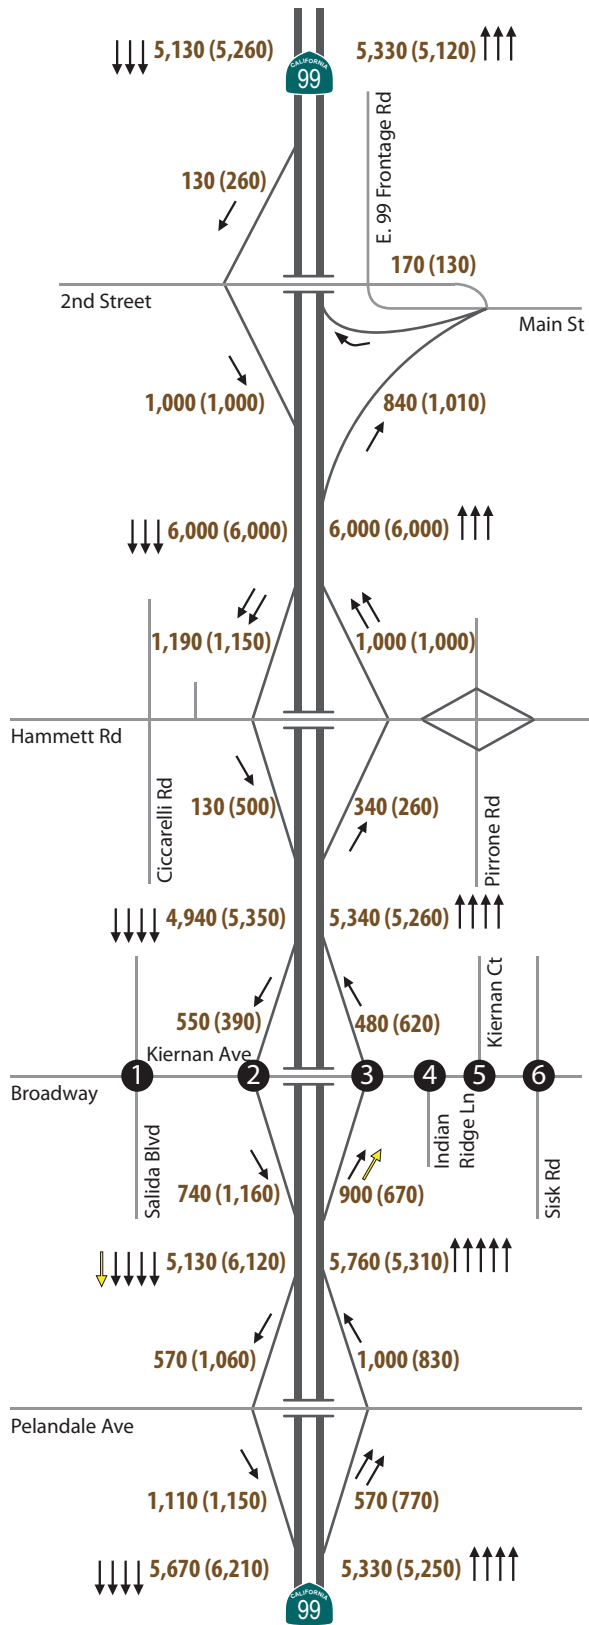 5,130 (5,260)
5,330 (5,120)
CALIFORNIA
99
E. 99 Frontage Rd
130 (260)
170 (130)
2nd Street
Main St
1,000 (1,000)
840 (1,010)
6,000 (6,000)
6,000 (6,000)
1,190 (1,150)
1,000 (1,000)
Hammett Rd
Ciccarelli Rd
130 (500)
340 (260)
Pirrone Rd
4,940 (5,350)
5,340 (5,260)
550 (390)
480 (620)
Kiernan Ct
Kiernan Ave
1
2
3
4
5
6
Broadway
Salida Blvd
Indian
Ridge Ln
Sisk Rd
740 (1,160)
900 (670)
5,130 (6,120)
5,760 (5,310)
570 (1,060)
1,000 (830)
Pelandale Ave
1,110 (1,150)
570 (770)
5,670 (6,210)
5,330 (5,250)
CALIFORNIA
99